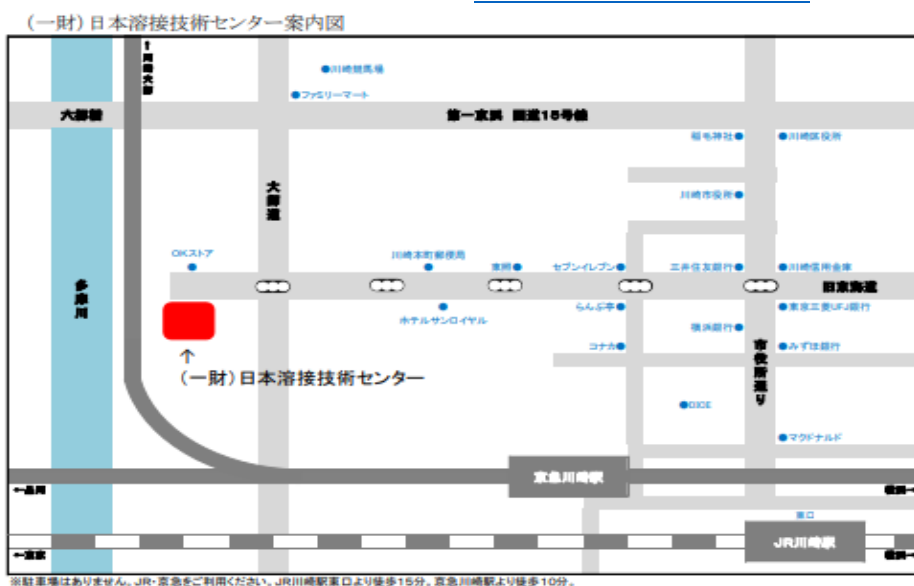 (一財)日本溶接技術センター案内図
川崎競馬場
ファミリーマート
六郷橋
第一京浜 国道15号線
稲毛神社
川崎区役所
大師道
川崎市役所
OKストア
川崎本町郵便局
東照
セブンイレブン
三井住友銀行
川崎信用金庫
多摩川
旧東海道
ホテルサンロイヤル
らんぷ亭
東京三菱UFJ銀行
横浜銀行
コナカ
みずほ銀行
市役所通り
↑
(一財)日本溶接技術センター
DICE
マクドナルド
京急川崎駅
←品川
横浜→
東口
JR川崎駅
←東京
横浜→
※駐車場はありません。JR・京急をご利用ください。JR川崎駅東口より徒歩15分。京急川崎駅より徒歩10分。